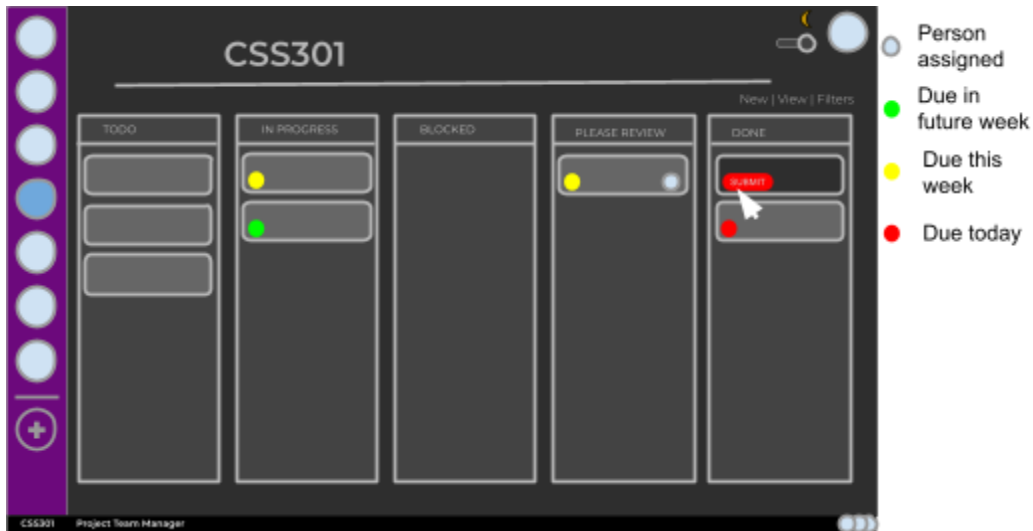 CSS301
New | View | Filters
TODO
IN PROGRESS
BLOCKED
PLEASE REVIEW
DONE
SUBMIT
CSS301
Project Team Manager
Person
assigned
Due in
future week
Due this
week
Due today